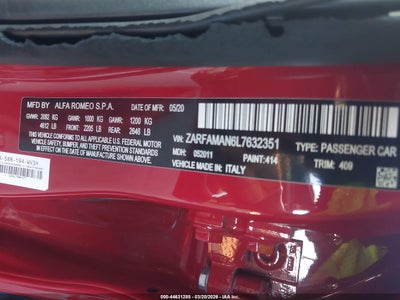 MFD BY: ALFA ROMEO S.P.A. 05/20
GVWR: 2092 KG GAWR: 1000 KG GAWR: 1200 KG
4612 LB FRONT: 2205 LB REAR: 2646 LB
THIS VEHICLE CONFORMS TO ALL
APPLICABLE U.S.A. FEDERAL MOTOR VEHICLE
SAFETY, BUMPER, AND THEFT PREVENTION STANDARDS
IN EFFECT ON THE DATE OF MANUFACTURE
SHOWN ABOVE.
VIN: ZARFAMAN6L7632351
TYPE: PASSENGER CAR
MDH: 052011 PAINT: 414 TRIM: 409
VEHICLE MADE IN: ITALY
000-44631285 - (03/20/2026) - IAA Inc.